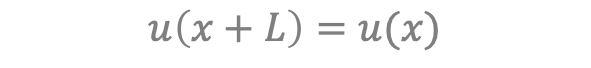 u(x + L) = u(x)